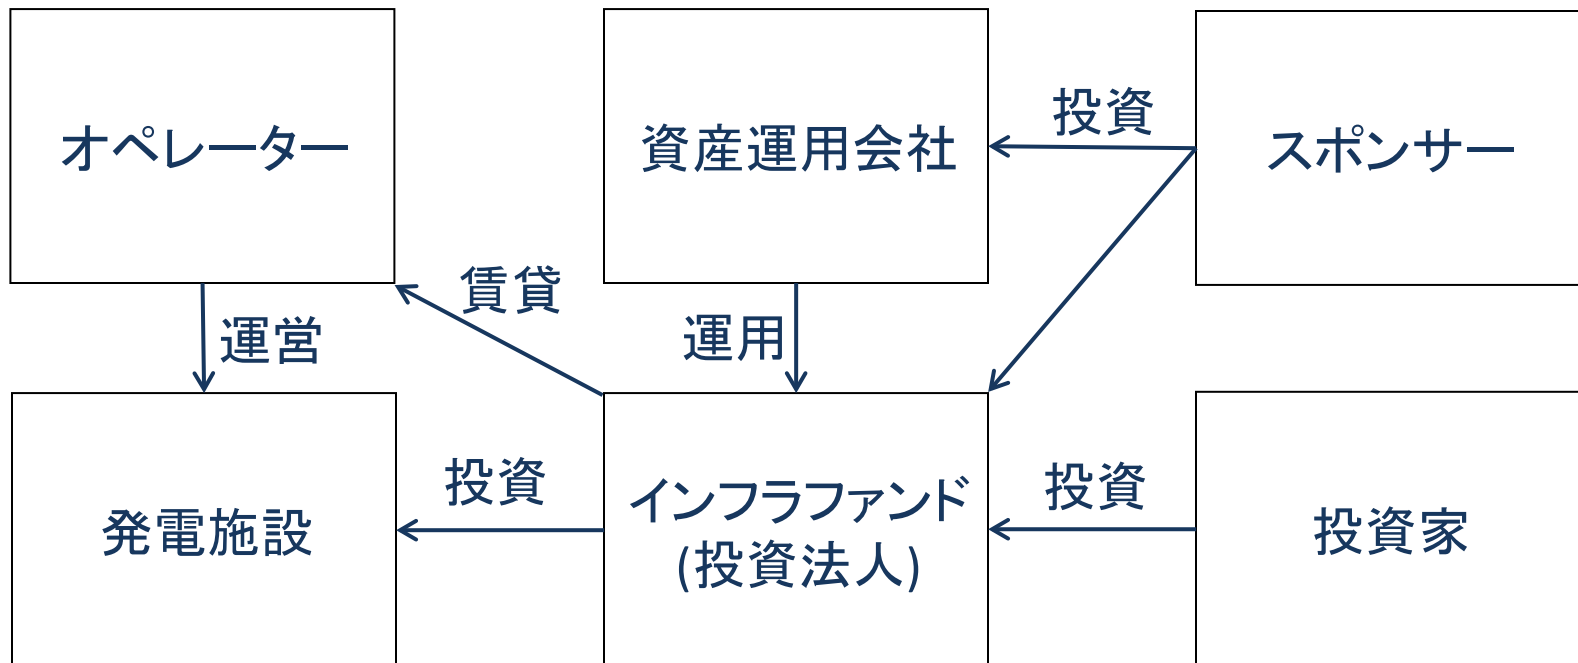 オペレーター
資産運用会社
投資
スポンサー
賃貸
運営
運用
発電施設
投資
インフラファンド
(投資法人)
投資
投資家